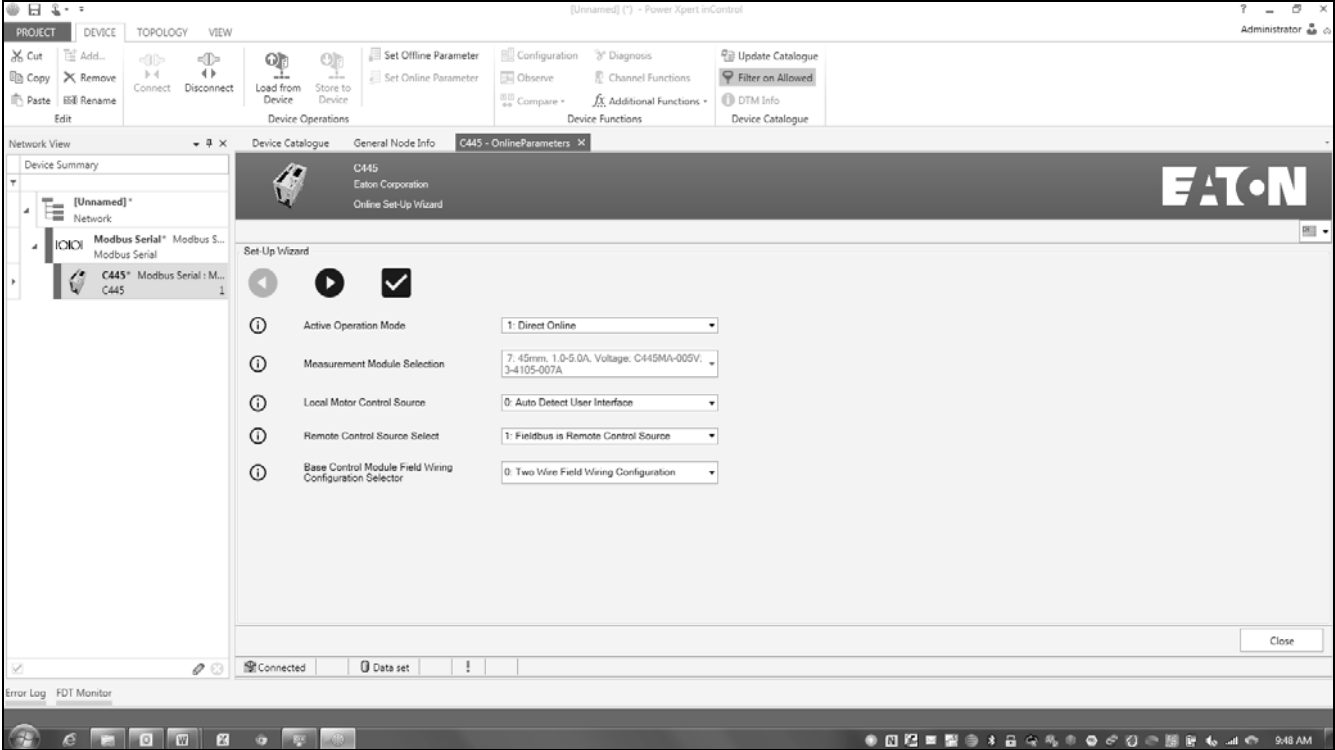 [Unnamed] (*) - Power Xpert inControl
PROJECT DEVICE TOPOLOGY VIEW
Administrator
Cut Add... Set Offline Parameter Configuration Diagnosis Update Catalogue
Copy Remove Connect Disconnect Load from Device Store to Device Set Online Parameter Observe Channel Functions Filter on Allowed
Paste Rename Compare Additional Functions DTM Info
Edit Device Operations Device Functions Device Catalogue
Network View Device Catalogue General Node Info C445 - OnlineParameters
Device Summary
C445
Eaton Corporation
Online Set-Up Wizard
EATON
[Unnamed]*
Network
Modbus Serial* Modbus S...
Modbus Serial
C445* Modbus Serial : M...
C445 1
Set-Up Wizard
Active Operation Mode 1: Direct Online
Measurement Module Selection 7: 45mm, 1.0-5.0A, Voltage: C445MA-005V;
3-4105-007A
Local Motor Control Source 0: Auto Detect User Interface
Remote Control Source Select 1: Fieldbus is Remote Control Source
Base Control Module Field Wiring
Configuration Selector 0: Two Wire Field Wiring Configuration
Close
Connected Data set
Error Log FDT Monitor
9:48 AM